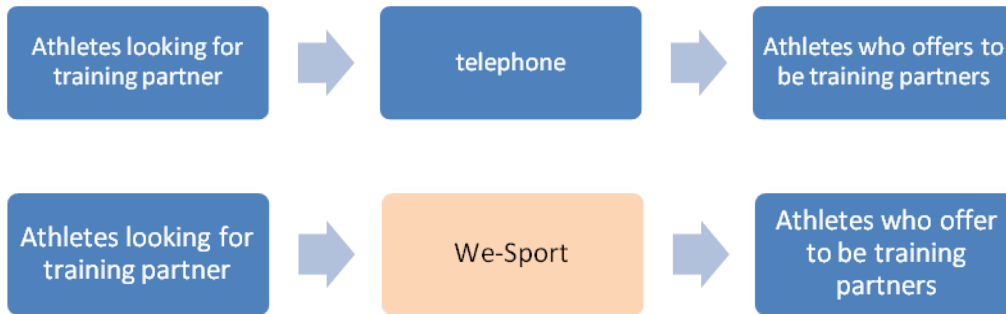 Athletes looking for
training partner
telephone
Athletes who offers to
be training partners
Athletes looking for
training partner
We-Sport
Athletes who offer
to be training
partners